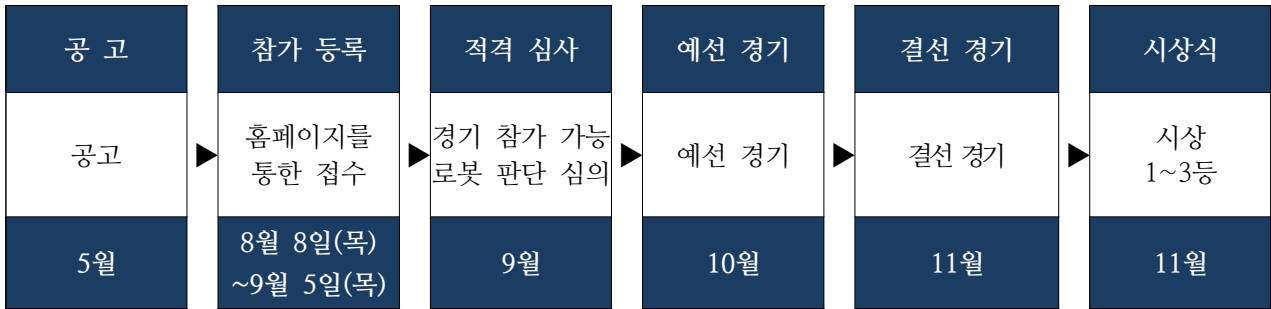 공 고
참가 등록
적격 심사
예선 경기
결선 경기
시상식
공고
▶
홈페이지를
통한 접수
▶
경기 참가 가능
로봇 판단 심의
▶
예선 경기
▶
결선 경기
▶
시상
1~3등
5월
8월 8일(목)
~9월 5일(목)
9월
10월
11월
11월